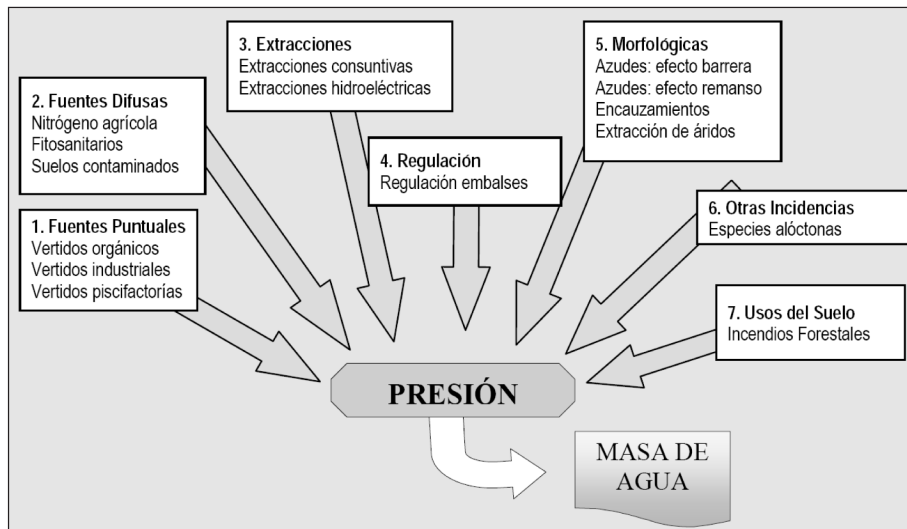 1. Fuentes Puntuales
Vertidos orgánicos
Vertidos industriales
Vertidos piscifactorías
2. Fuentes Difusas
Nitrógeno agrícola
Fitosanitarios
Suelos contaminados
3. Extracciones
Extracciones consuntivas
Extracciones hidroeléctricas
4. Regulación
Regulación embalses
5. Morfológicas
Azudes: efecto barrera
Azudes: efecto remanso
Encauzamientos
Extracción de áridos
6. Otras Incidencias
Especies alóctonas
7. Usos del Suelo
Incendios Forestales
PRESIÓN
MASA DE
AGUA